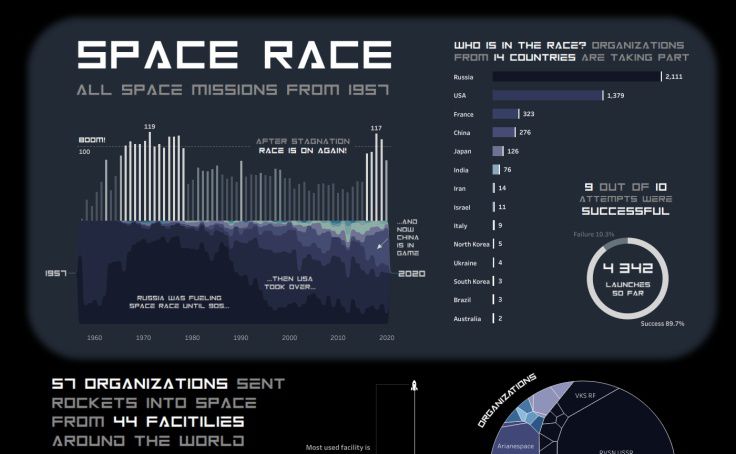 SPACE RACE
ALL SPACE MISSIONS FROM 1957
BOOM!
100
119
AFTER STAGNATION
RACE IS ON AGAIN!
117
...AND
NOW
CHINA
IS IN
GAME
1957
2020
...THEN USA
TOOK OVER...
RUSSIA WAS FUELING
SPACE RACE UNTIL 90S...
1960 1970 1980 1990 2000 2010 2020
WHO IS IN THE RACE? ORGANIZATIONS
FROM 14 COUNTRIES ARE TAKING PART
Russia 2,111
USA 1,379
France 323
China 276
Japan 126
India 76
Iran 14
Israel 11
Italy 9
North Korea 5
Ukraine 4
South Korea 3
Brazil 3
Australia 2
9 OUT OF 10
ATTEMPTS WERE
SUCCESSFUL
Failure 10.3%
4 342
LAUNCHES
SO FAR
Success 89.7%
57 ORGANIZATIONS SENT
ROCKETS INTO SPACE
FROM 44 FACITILIES
AROUND THE WORLD
Most used facility is
ORGANIZATIONS
VKS RF
Arianespace
RVSN USSR